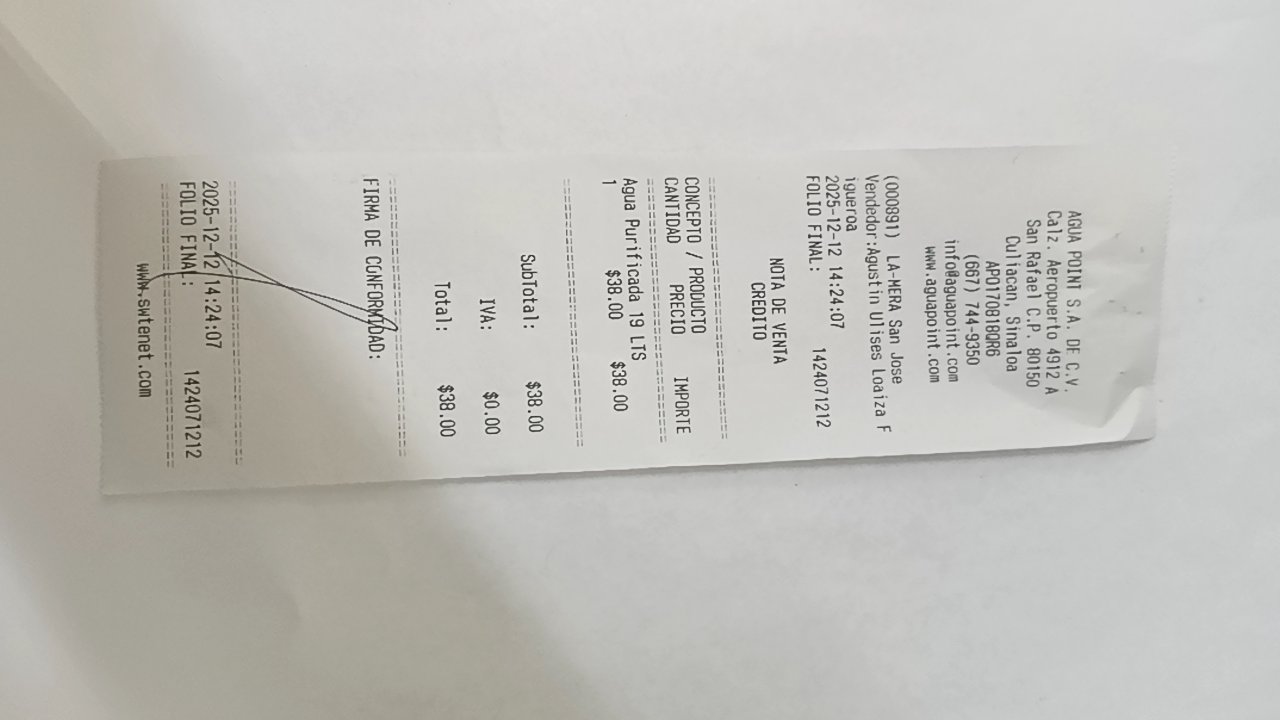 AGUA POINT S.A. DE C.V.
Calz. Aeropuerto 4912 A
San Rafael C.P. 80150
Culiacan, Sinaloa
APO170818QR6
(667) 744-9350
info@aguapoint.com
www.aguapoint.com
(000891) LA-MERA San Jose
Vendedor:Agustin Ulises Loaiza F
igueroa
2025-12-12 14:24:07
FOLIO FINAL: 1424071212
NOTA DE VENTA
CREDITO
CONCEPTO / PRODUCTO
CANTIDAD PRECIO IMPORTE
Agua Purificada 19 LTS
1 $38.00 $38.00
SubTotal: $38.00
IVA: $0.00
Total: $38.00
FIRMA DE CONFORMIDAD:
2025-12-12 14:24:07
FOLIO FINAL: 1424071212
www.swtenet.com